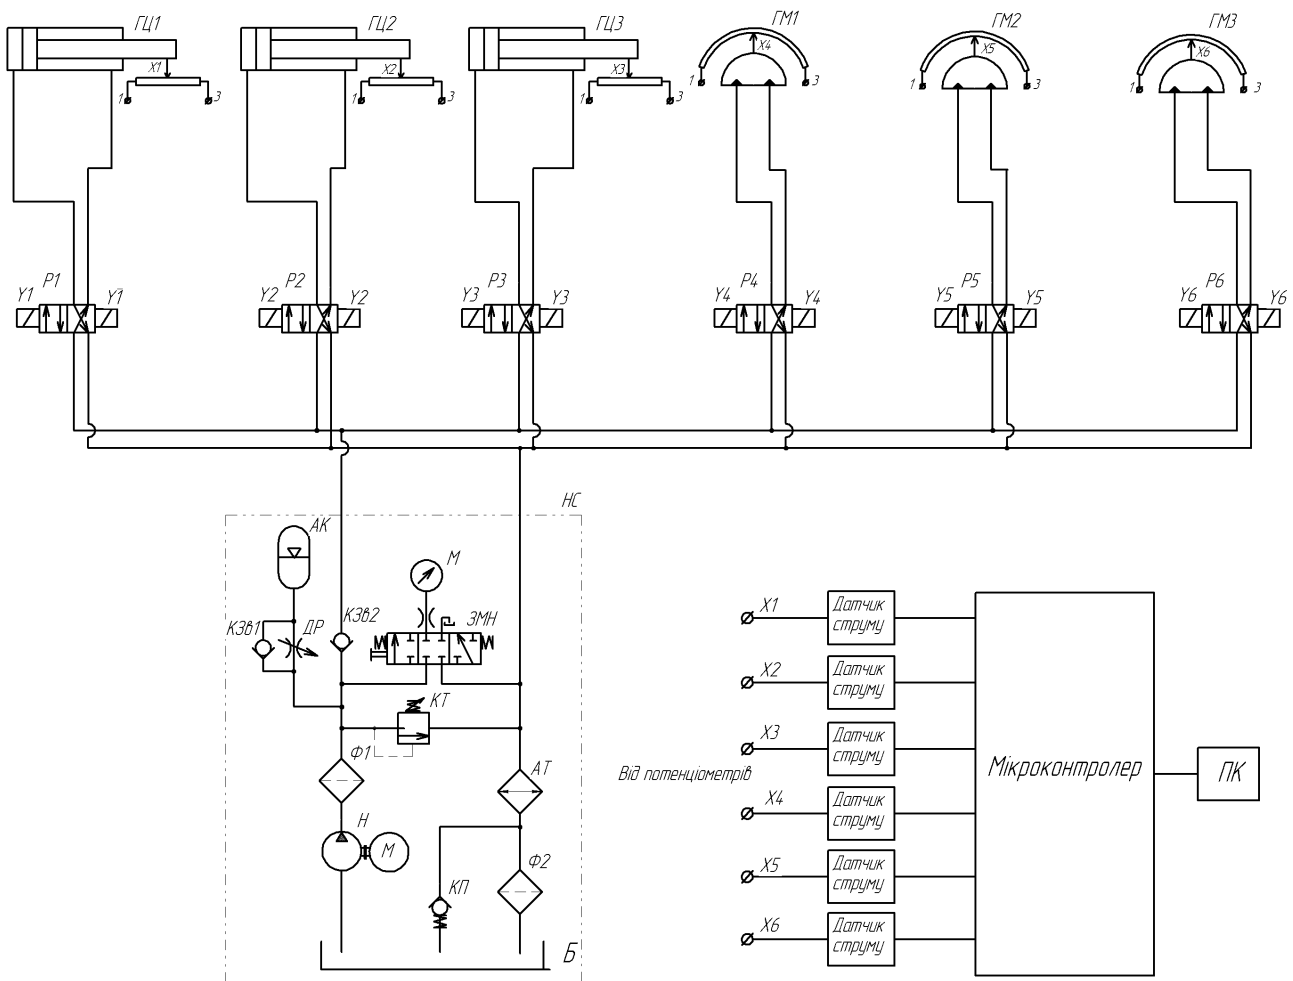 ГЦ1
ГЦ2
ГЦ3
ГМ1
ГМ2
ГМ3
X1
X2
X3
X4
X5
X6
1
3
1
3
1
3
1
3
1
3
1
3
P1
P2
P3
P4
P5
P6
Y1
Y1
Y2
Y2
Y3
Y3
Y4
Y4
Y5
Y5
Y6
Y6
НС
АК
М
КЗв1
ДР
КЗв2
ЗМН
КТ
Ф1
АТ
Н
М
Ф2
КП
Б
Від потенціометрів
X1
Датчик
струму
X2
Датчик
струму
X3
Датчик
струму
X4
Датчик
струму
X5
Датчик
струму
X6
Датчик
струму
Мікроконтролер
ПК